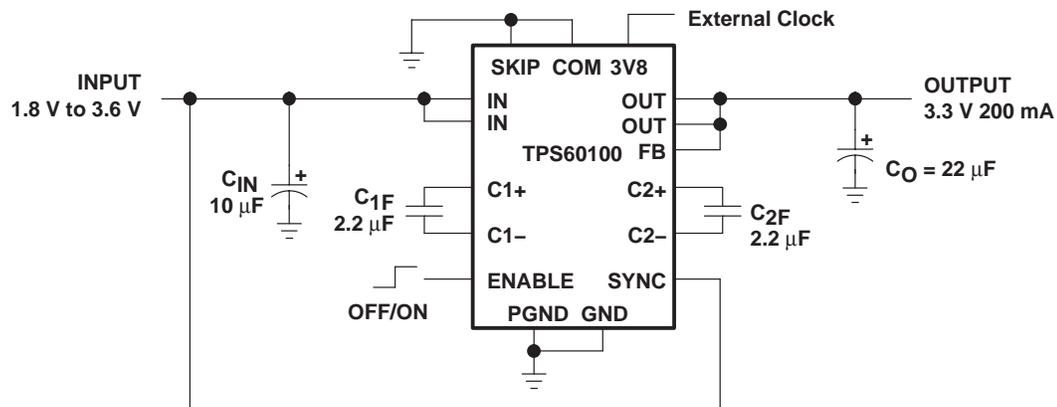 External Clock
SKIP COM 3V8
INPUT
1.8 V to 3.6 V
IN
IN
OUT
OUT
TPS60100 FB
OUTPUT
3.3 V 200 mA
CIN
10 μF
+
C1F
2.2 μF
C1+
C1–
C2+
C2–
C2F
2.2 μF
+
CO = 22 μF
OFF/ON
ENABLE SYNC
PGND GND